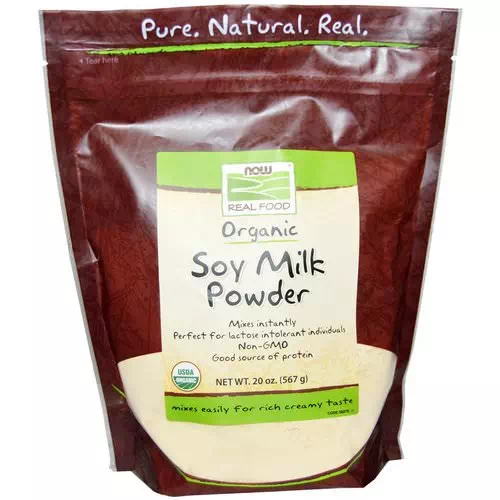 Pure. Natural. Real.
Tear here
NOW
REAL FOOD
Organic
Soy Milk
Powder
Mixes instantly
Perfect for lactose intolerant individuals
Non-GMO
Good source of protein
USDA
ORGANIC
NET WT. 20 oz. (567 g)
mixes easily for rich creamy taste